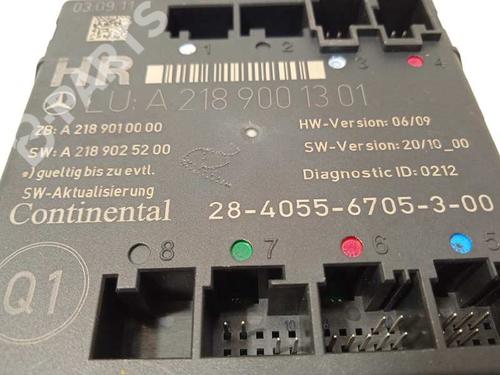 03.09.11
1 2 3 4
HR
LU: A 218 900 13 01
ZB: A 218 901 00 00
SW: A 218 902 52 00
*) gueltig bis zu evtl.
SW-Aktualisierung
HW-Version: 06/09
SW-Version: 20/10_00
Diagnostic ID: 0212
Continental
28-4055-6705-3-00
8 7 6 5
Q1
B-PARTS